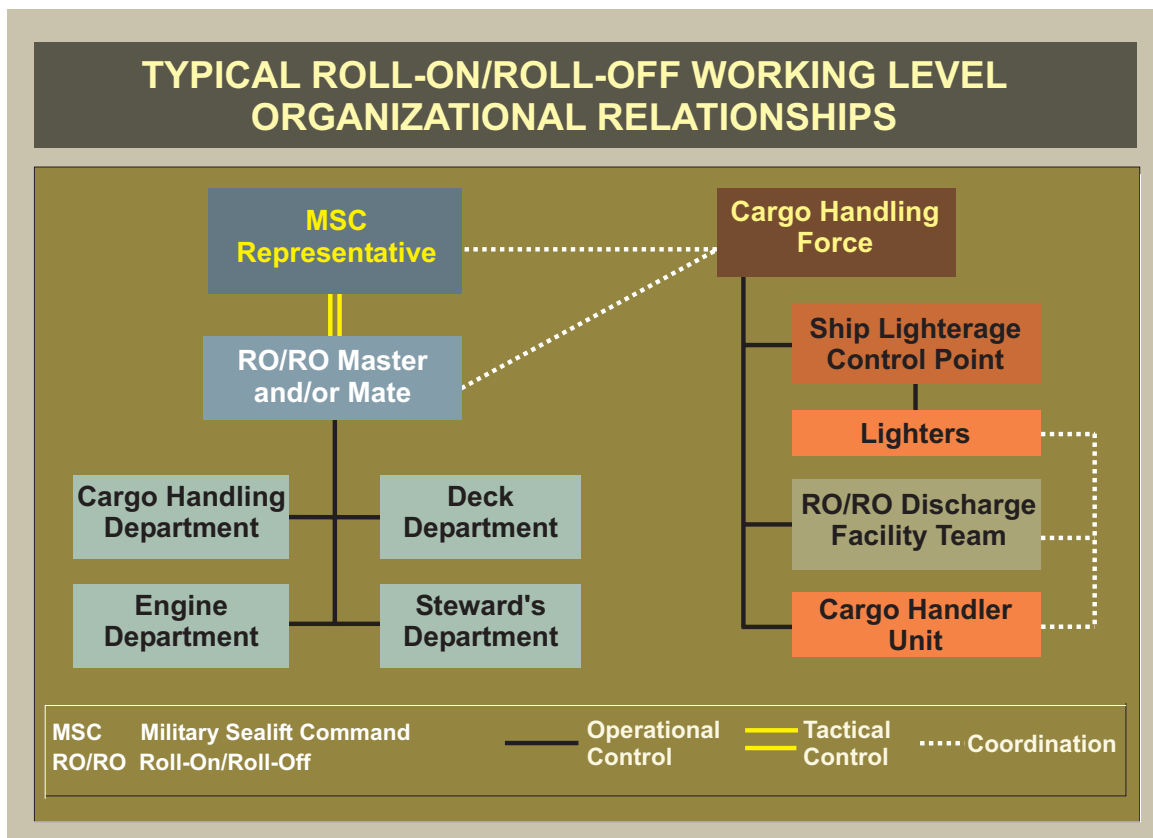 TYPICAL ROLL-ON/ROLL-OFF WORKING LEVEL
ORGANIZATIONAL RELATIONSHIPS
MSC
Representative
Cargo Handling
Force
RO/RO Master
and/or Mate
Ship Lighterage
Control Point
Lighters
Cargo Handling
Department
Deck
Department
RO/RO Discharge
Facility Team
Engine
Department
Steward's
Department
Cargo Handler
Unit
MSC Military Sealift Command
RO/RO Roll-On/Roll-Off
Operational
Control
Tactical
Control
Coordination